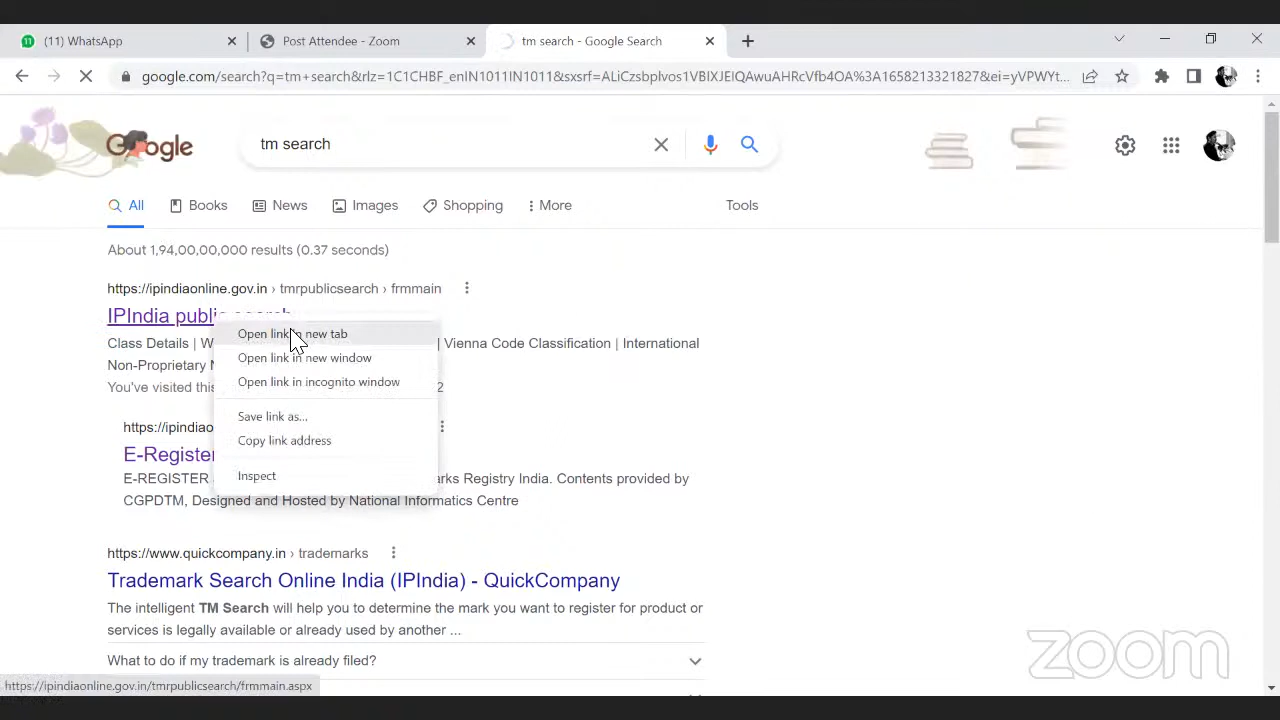 (11) WhatsApp
Post Attendee - Zoom
tm search - Google Search
google.com/search?q=tm+search&rlz=1C1CHBF_enIN1011IN1011&sxsrf=ALiCzsbplvos1VBIXJEIQAwuAHRcVfb4OA%3A1658213321827&ei=yVPWYt...
Google
tm search
All
Books
News
Images
Shopping
More
Tools
About 1,94,00,00,000 results (0.37 seconds)
https://ipindiaonline.gov.in › tmrpublicsearch › frmmain
IPIndia public search
Open link in new tab
Class Details | Vienna Code Classification | International
Open link in new window
Non-Proprietary
You've visited this 2
Open link in incognito window
Save link as...
https://ipindiao
Copy link address
E-Register
Inspect
E-REGISTER arks Registry India. Contents provided by
CGPDTM, Designed and Hosted by National Informatics Centre
https://www.quickcompany.in › trademarks
Trademark Search Online India (IPIndia) - QuickCompany
The intelligent TM Search will help you to determine the mark you want to register for product or
services is legally available or already used by another ...
What to do if my trademark is already filed?
zoom
https://ipindiaonline.gov.in/tmrpublicsearch/frmmain.aspx